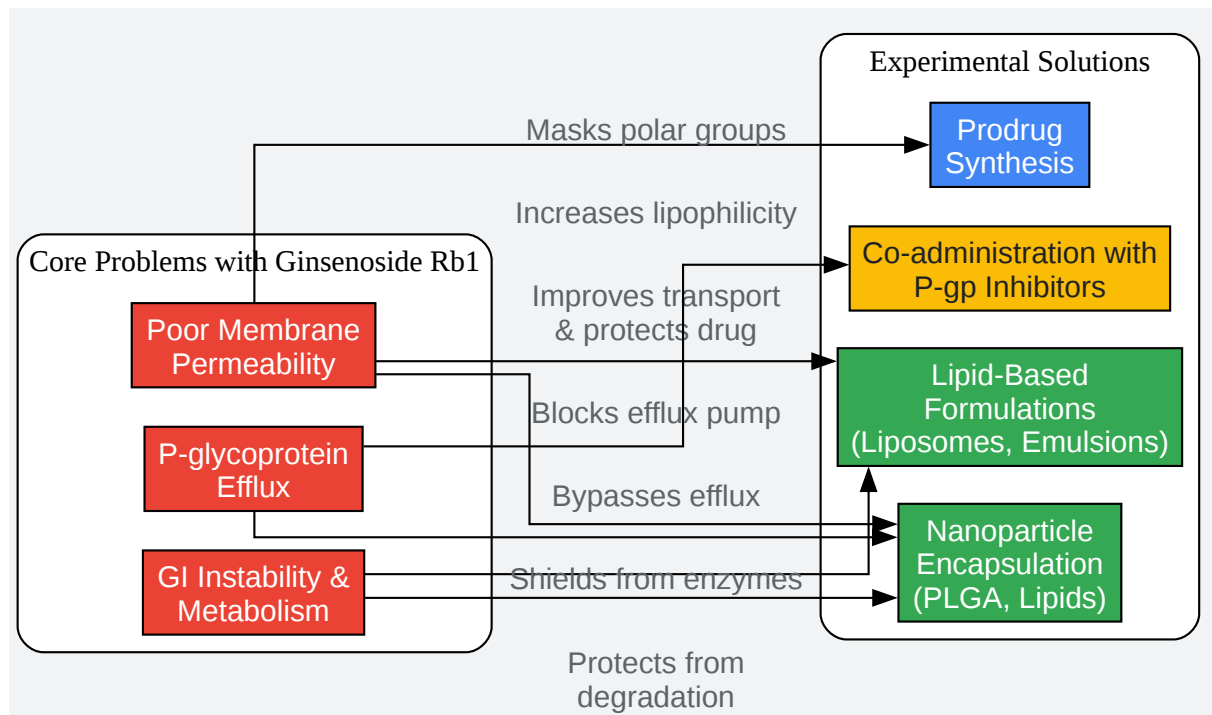 Core Problems with Ginsenoside Rb1
Poor Membrane
Permeability
P-glycoprotein
Efflux
GI Instability &
Metabolism
Masks polar groups
Increases lipophilicity
Improves transport
& protects drug
Blocks efflux pump
Bypasses efflux
Shields from enzymes
Protects from
degradation
Experimental Solutions
Prodrug
Synthesis
Co-administration with
P-gp Inhibitors
Lipid-Based
Formulations
(Liposomes, Emulsions)
Nanoparticle
Encapsulation
(PLGA, Lipids)